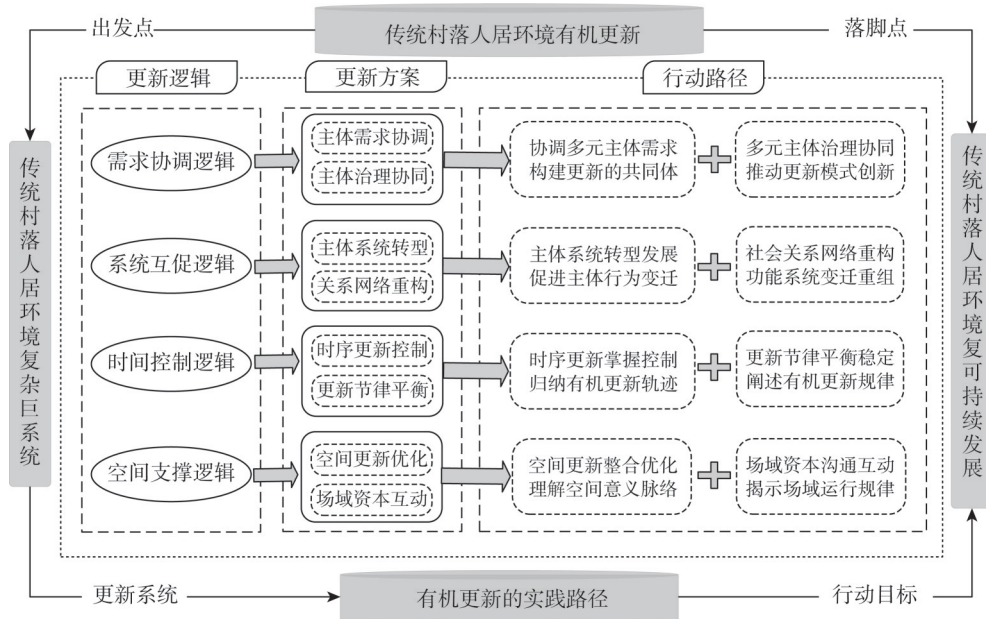 出发点
传统村落人居环境有机更新
落脚点
更新逻辑
更新方案
行动路径
传统村落人居环境复杂巨系统
需求协调逻辑
主体需求协调
主体治理协同
协调多元主体需求
构建更新的共同体
多元主体治理协同
推动更新模式创新
系统互促逻辑
主体系统转型
关系网络重构
主体系统转型发展
促进主体行为变迁
社会关系网络重构
功能系统变迁重组
时间控制逻辑
时序更新控制
更新节律平衡
时序更新掌握控制
归纳有机更新轨迹
更新节律平衡稳定
阐述有机更新规律
空间支撑逻辑
空间更新优化
场域资本互动
空间更新整合优化
理解空间意义脉络
场域资本沟通互动
揭示场域运行规律
传统村落人居环境复可持续发展
更新系统
有机更新的实践路径
行动目标